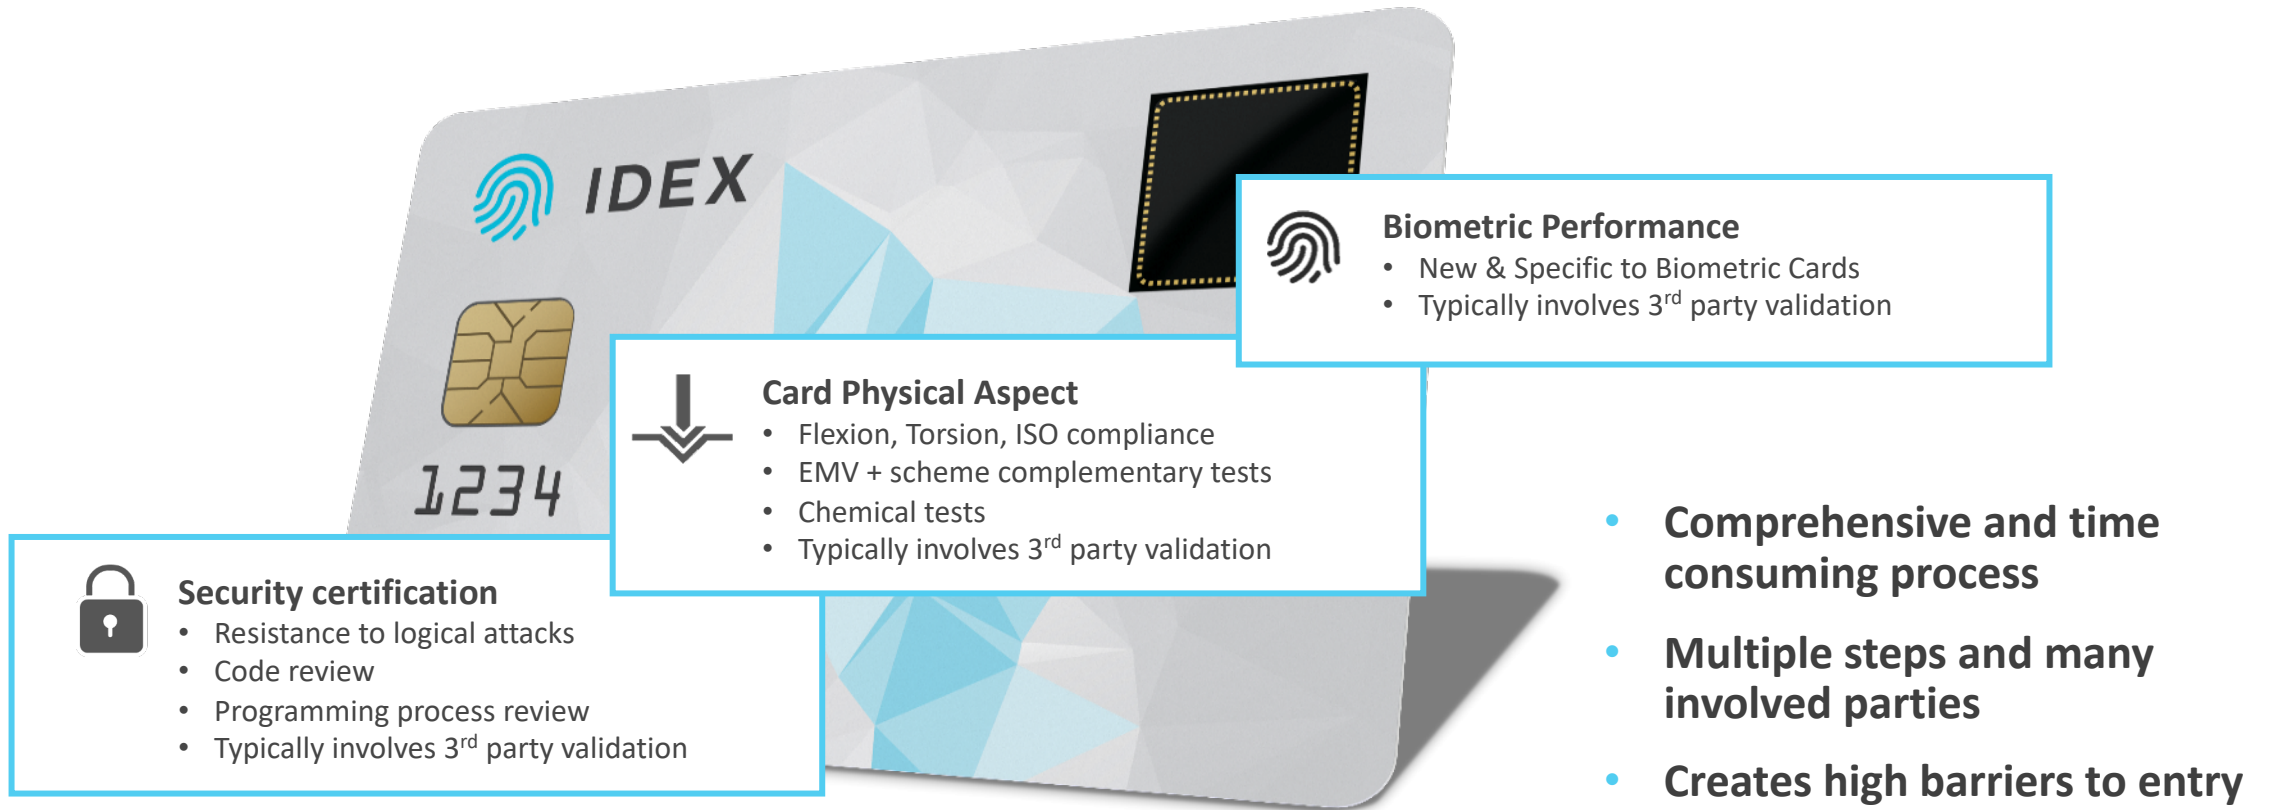 IDEX
1234
Biometric Performance
• New & Specific to Biometric Cards
• Typically involves 3rd party validation
Card Physical Aspect
• Flexion, Torsion, ISO compliance
• EMV + scheme complementary tests
• Chemical tests
• Typically involves 3rd party validation
Security certification
• Resistance to logical attacks
• Code review
• Programming process review
• Typically involves 3rd party validation
• Comprehensive and time
consuming process
• Multiple steps and many
involved parties
• Creates high barriers to entry